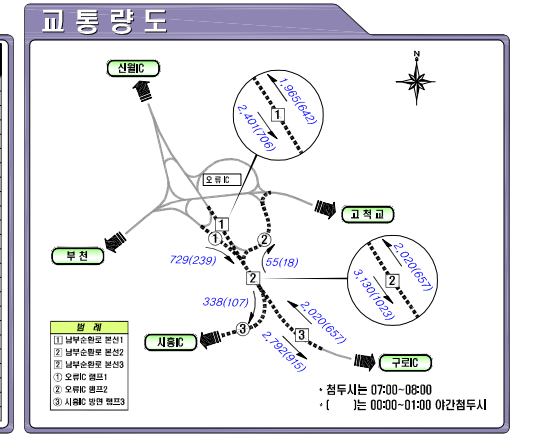 교 통 량 도
신월IC
N
1,965(642)
1
2,401(706)
오류IC
고 척 교
1
1
2
부 천
729(239)
55(18)
2,020(657)
2
3,130(1023)
2
338(107)
범 례
1 남부순환로 본선1
2 남부순환로 본선2
3 남부순환로 본선3
1 오류IC 램프1
2 오류IC 램프2
3 시흥IC 방면 램프3
시흥IC
3
2,020(657)
3
2,792(915)
구로IC
· 첨두시는 07:00~08:00
· ( )는 00:00~01:00 야간첨두시